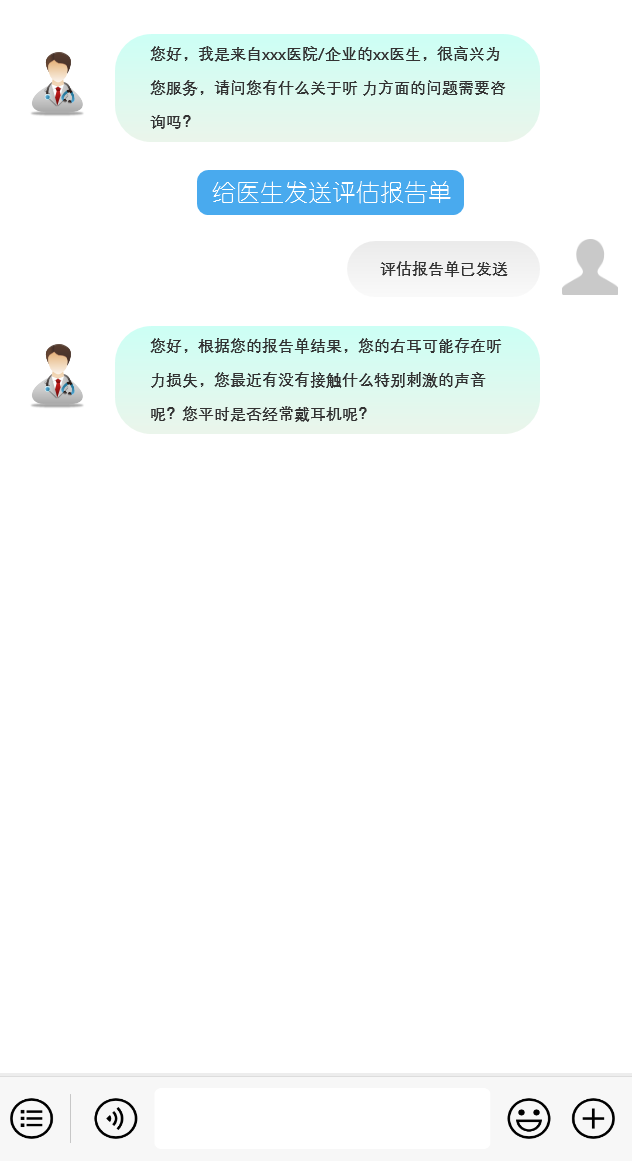 您好，我是来自xxx医院/企业的xx医生，很高兴为
您服务，请问您有什么关于听 力方面的问题需要咨
询吗？
给医生发送评估报告单
评估报告单已发送
您好，根据您的报告单结果，您的右耳可能存在听
力损失，您最近有没有接触什么特别刺激的声音
呢？您平时是否经常戴耳机呢？